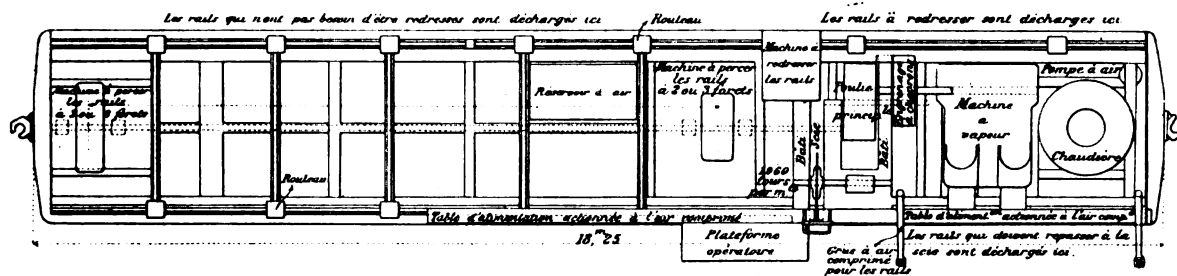 Les rails qui n'ont pas besoin d'être redressés sont déchargés ici
Rouleau
Les rails à redresser sont déchargés ici
Machine à percer
les rails
à 2 ou 3 forets
Réservoir à air
Machine à percer
les rails
à 2 ou 3 forets
Machine à
redresser
les rails
Poulie
princip.le
Bâti
Scie
Bâti
1060
tours
par m.te
Machine
à
vapeur
Pompe à air
Chaudière
Rouleau
Table d'alimentation actionnée à l'air comprimé
Table d'aliment.on actionnée à l'air comp.é
18,m25
Plateforme
opératoire
Les rails qui doivent repasser à la
scie sont déchargés ici.
Grue à air
comprimé
pour les rails